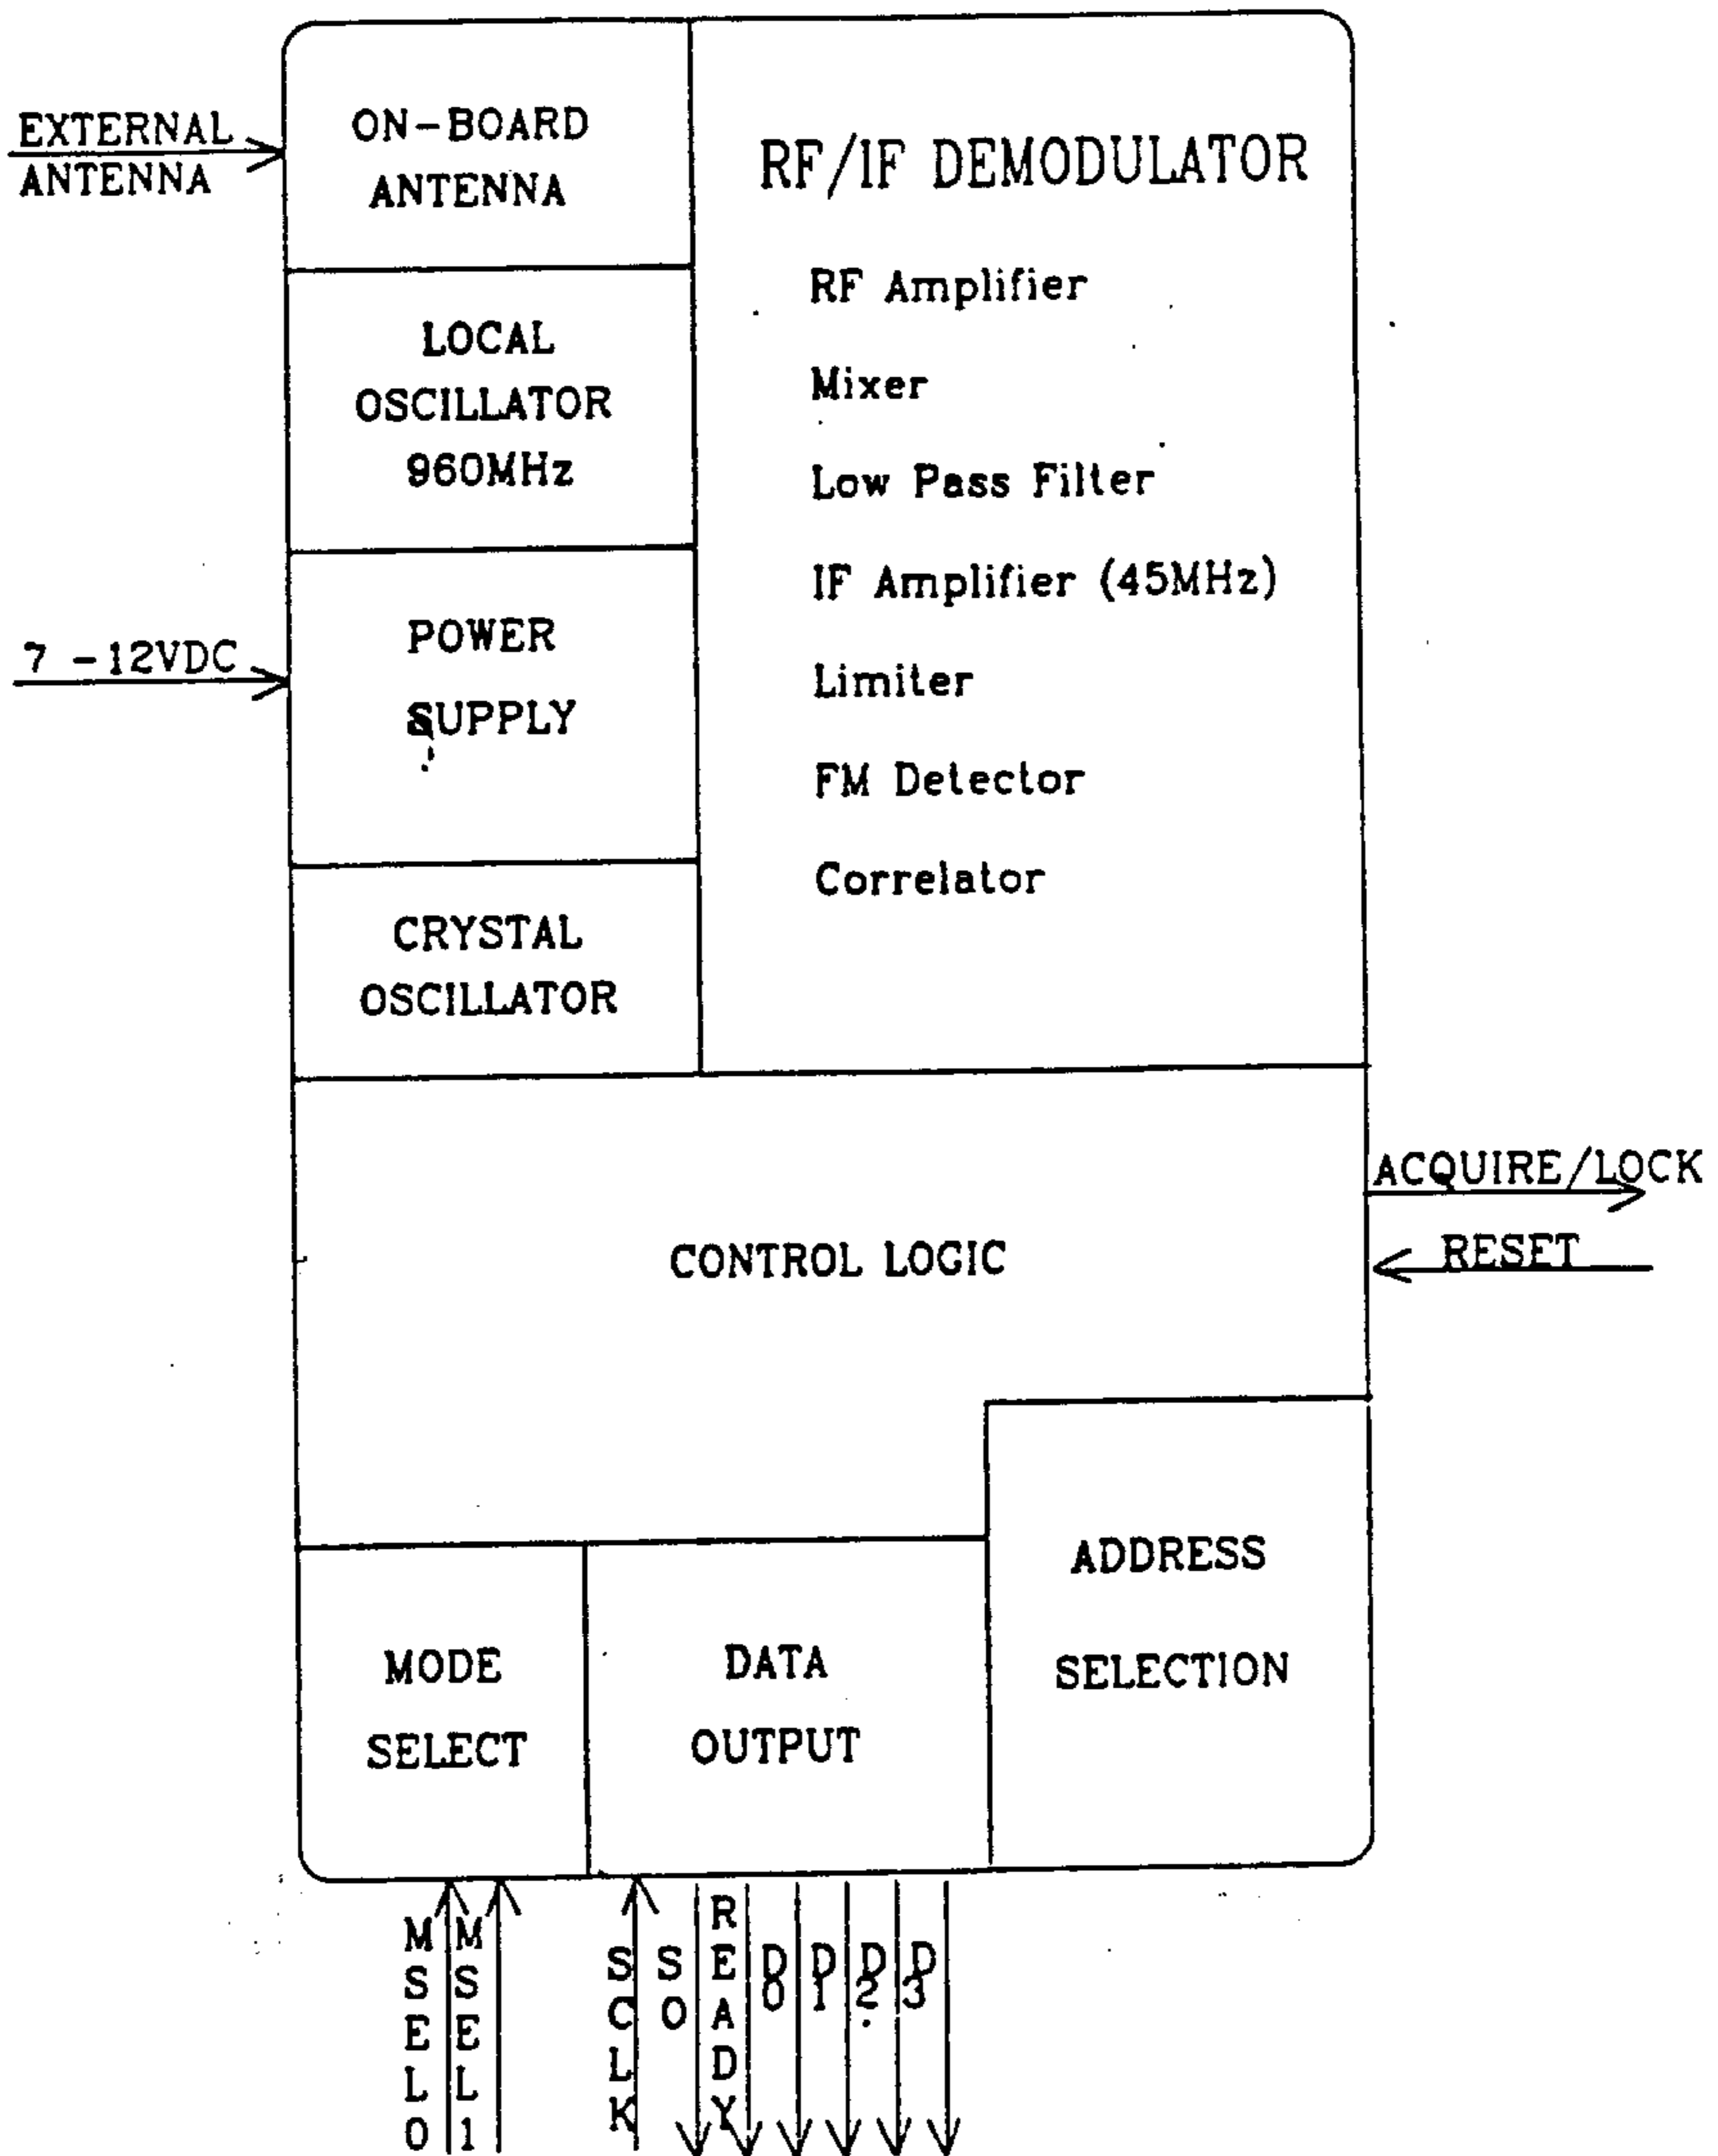 EXTERNAL
ANTENNA
ON-BOARD
ANTENNA
RF/IF DEMODULATOR
RF Amplifier
Mixer
Low Pass Filter
IF Amplifier (45MHz)
Limiter
FM Detector
Correlator
LOCAL
OSCILLATOR
960MHz
7 -12VDC
POWER
SUPPLY
CRYSTAL
OSCILLATOR
CONTROL LOGIC
ACQUIRE/LOCK
RESET
ADDRESS
SELECTION
MODE
SELECT
DATA
OUTPUT
MSEL0
MSEL1
SCLK
SO
READY
D0
D1
D2
D3